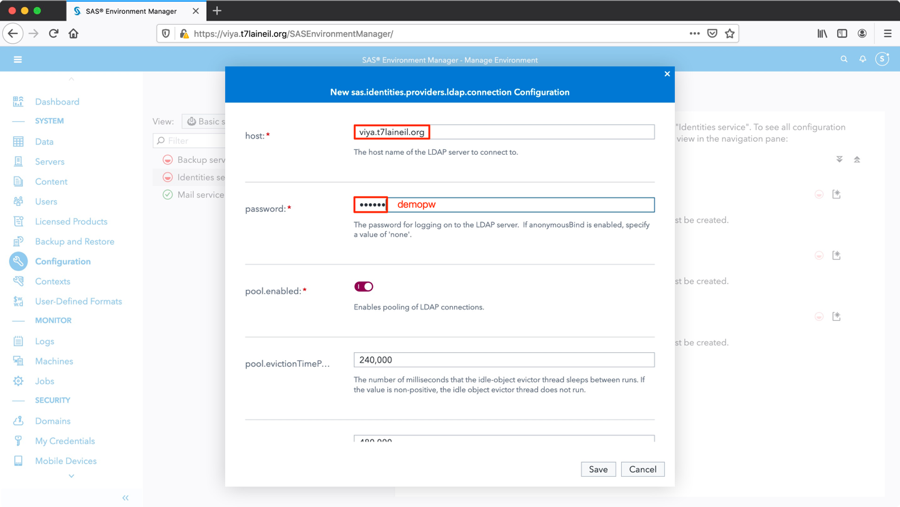 SAS® Environment Manager
https://viya.t7laineil.org/SASEnvironmentManager/
SAS® Environment Manager - Manage Environment
New sas.identities.providers.ldap.connection Configuration
Dashboard
SYSTEM
Data
Servers
Content
Users
Licensed Products
Backup and Restore
Configuration
Contexts
User-Defined Formats
MONITOR
Logs
Machines
Jobs
SECURITY
Domains
My Credentials
Mobile Devices
View: Basic s
Filter
Backup serv
Identities se
Mail service
host:*
viya.t7laineil.org
The host name of the LDAP server to connect to.
password:*
•••••• demopw
The password for logging on to the LDAP server. If anonymousBind is enabled, specify
a value of 'none'.
pool.enabled:*
Enables pooling of LDAP connections.
pool.evictionTimeP...
240,000
The number of milliseconds that the idle-object evictor thread sleeps between runs. If
the value is non-positive, the idle object evictor thread does not run.
480,000
Save
Cancel
"Identities service". To see all configuration
view in the navigation pane:
st be created.
st be created.
st be created.